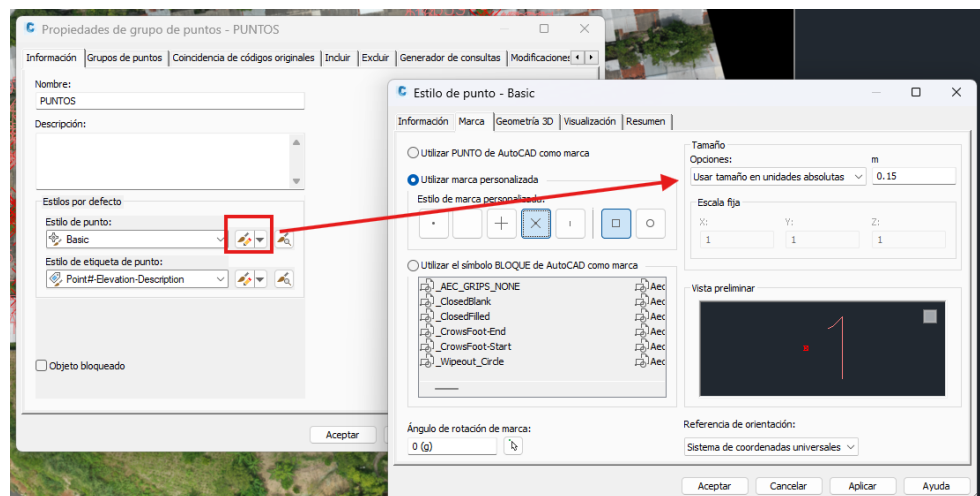 Propiedades de grupo de puntos - PUNTOS
Información Grupos de puntos Coincidencia de códigos originales Induir Exduir Generador de consultas Modificaciones
Nombre:
PUNTOS
Descripción:
Estilos por defecto
Estilo de punto:
Basic
Estilo de etiqueta de punto:
Point#-Elevation-Description
Objeto bloqueado
Aceptar
Estilo de punto - Basic
Información Marca Geometría 3D Visualización Resumen
Utilizar PUNTO de AutoCAD como marca
Utilizar marca personalizada
Estilo de marca personalizada:
Utilizar el símbolo BLOQUE de AutoCAD como marca
_AEC_GRIPS_NONE Aec
_ClosedBlank Aec
_ClosedFilled Aec
_CrowsFoot-End Aec
_CrowsFoot-Start Aec
_Wipeout_Circle Aec
Ángulo de rotación de marca:
0 (g)
Tamaño
Opciones: m
Usar tamaño en unidades absolutas 0.15
Escala fija
X: Y: Z:
1 1 1
Vista preliminar
1
Referencia de orientación:
Sistema de coordenadas universales
Aceptar Cancelar Aplicar Ayuda